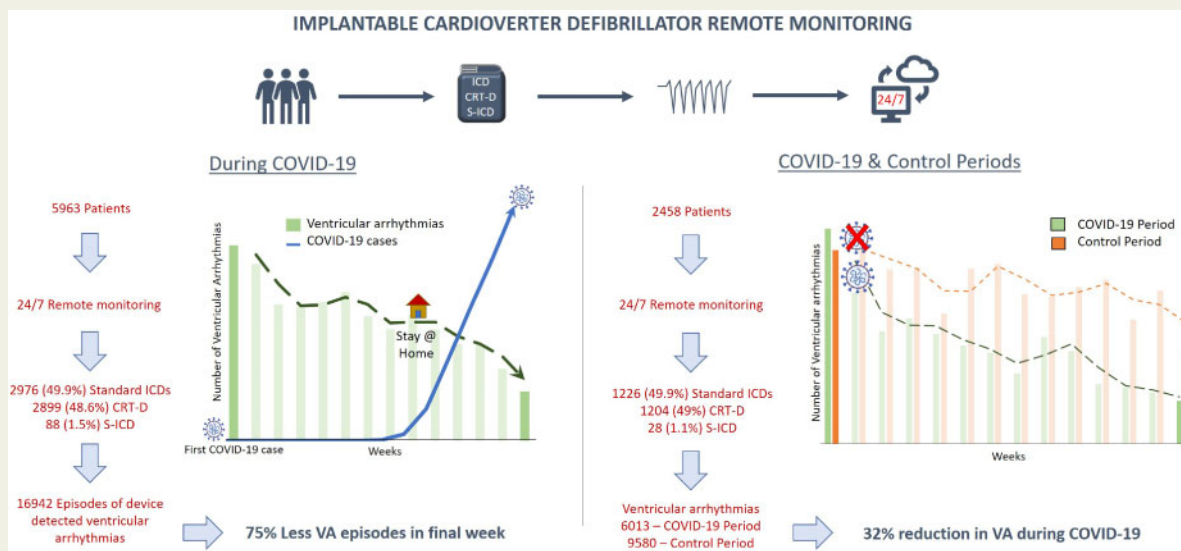 IMPLANTABLE CARDIOVERTER DEFIBRILLATOR REMOTE MONITORING
ICD
CRT-D
S-ICD
24/7
During COVID-19
5963 Patients
24/7 Remote monitoring
2976 (49.9%) Standard ICDs
2899 (48.6%) CRT-D
88 (1.5%) S-ICD
16942 Episodes of device
detected ventricular
arrhythmias
Number of Ventricular Arrhythmias
Ventricular arrhythmias
COVID-19 cases
Stay @
Home
First COVID-19 case
Weeks
75% Less VA episodes in final week
COVID-19 & Control Periods
2458 Patients
24/7 Remote monitoring
1226 (49.9%) Standard ICDs
1204 (49%) CRT-D
28 (1.1%) S-ICD
Ventricular arrhythmias
6013 – COVID-19 Period
9580 – Control Period
Number of Ventricular arrhythmias
COVID-19 Period
Control Period
Weeks
32% reduction in VA during COVID-19